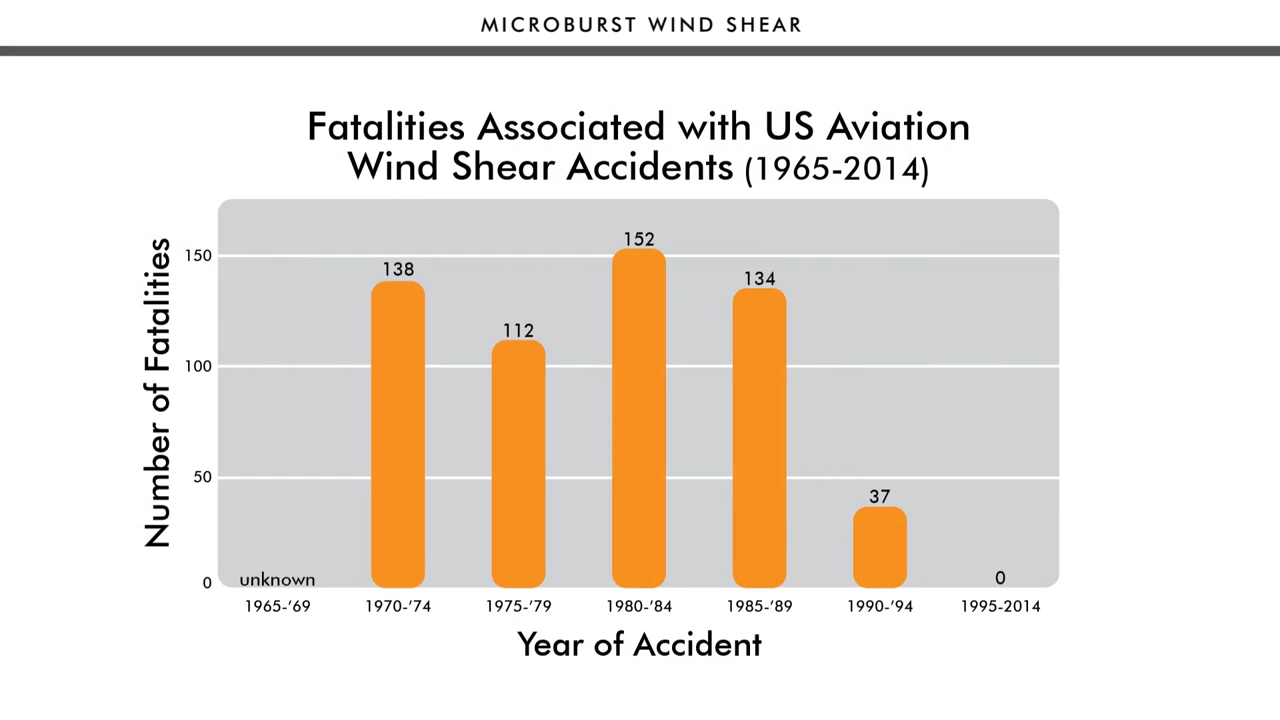 MICROBURST WIND SHEAR
Fatalities Associated with US Aviation
Wind Shear Accidents (1965-2014)
Number of Fatalities
150
100
50
0
unknown
138
112
152
134
37
0
1965-’69
1970-’74
1975-’79
1980-’84
1985-’89
1990-’94
1995-2014
Year of Accident